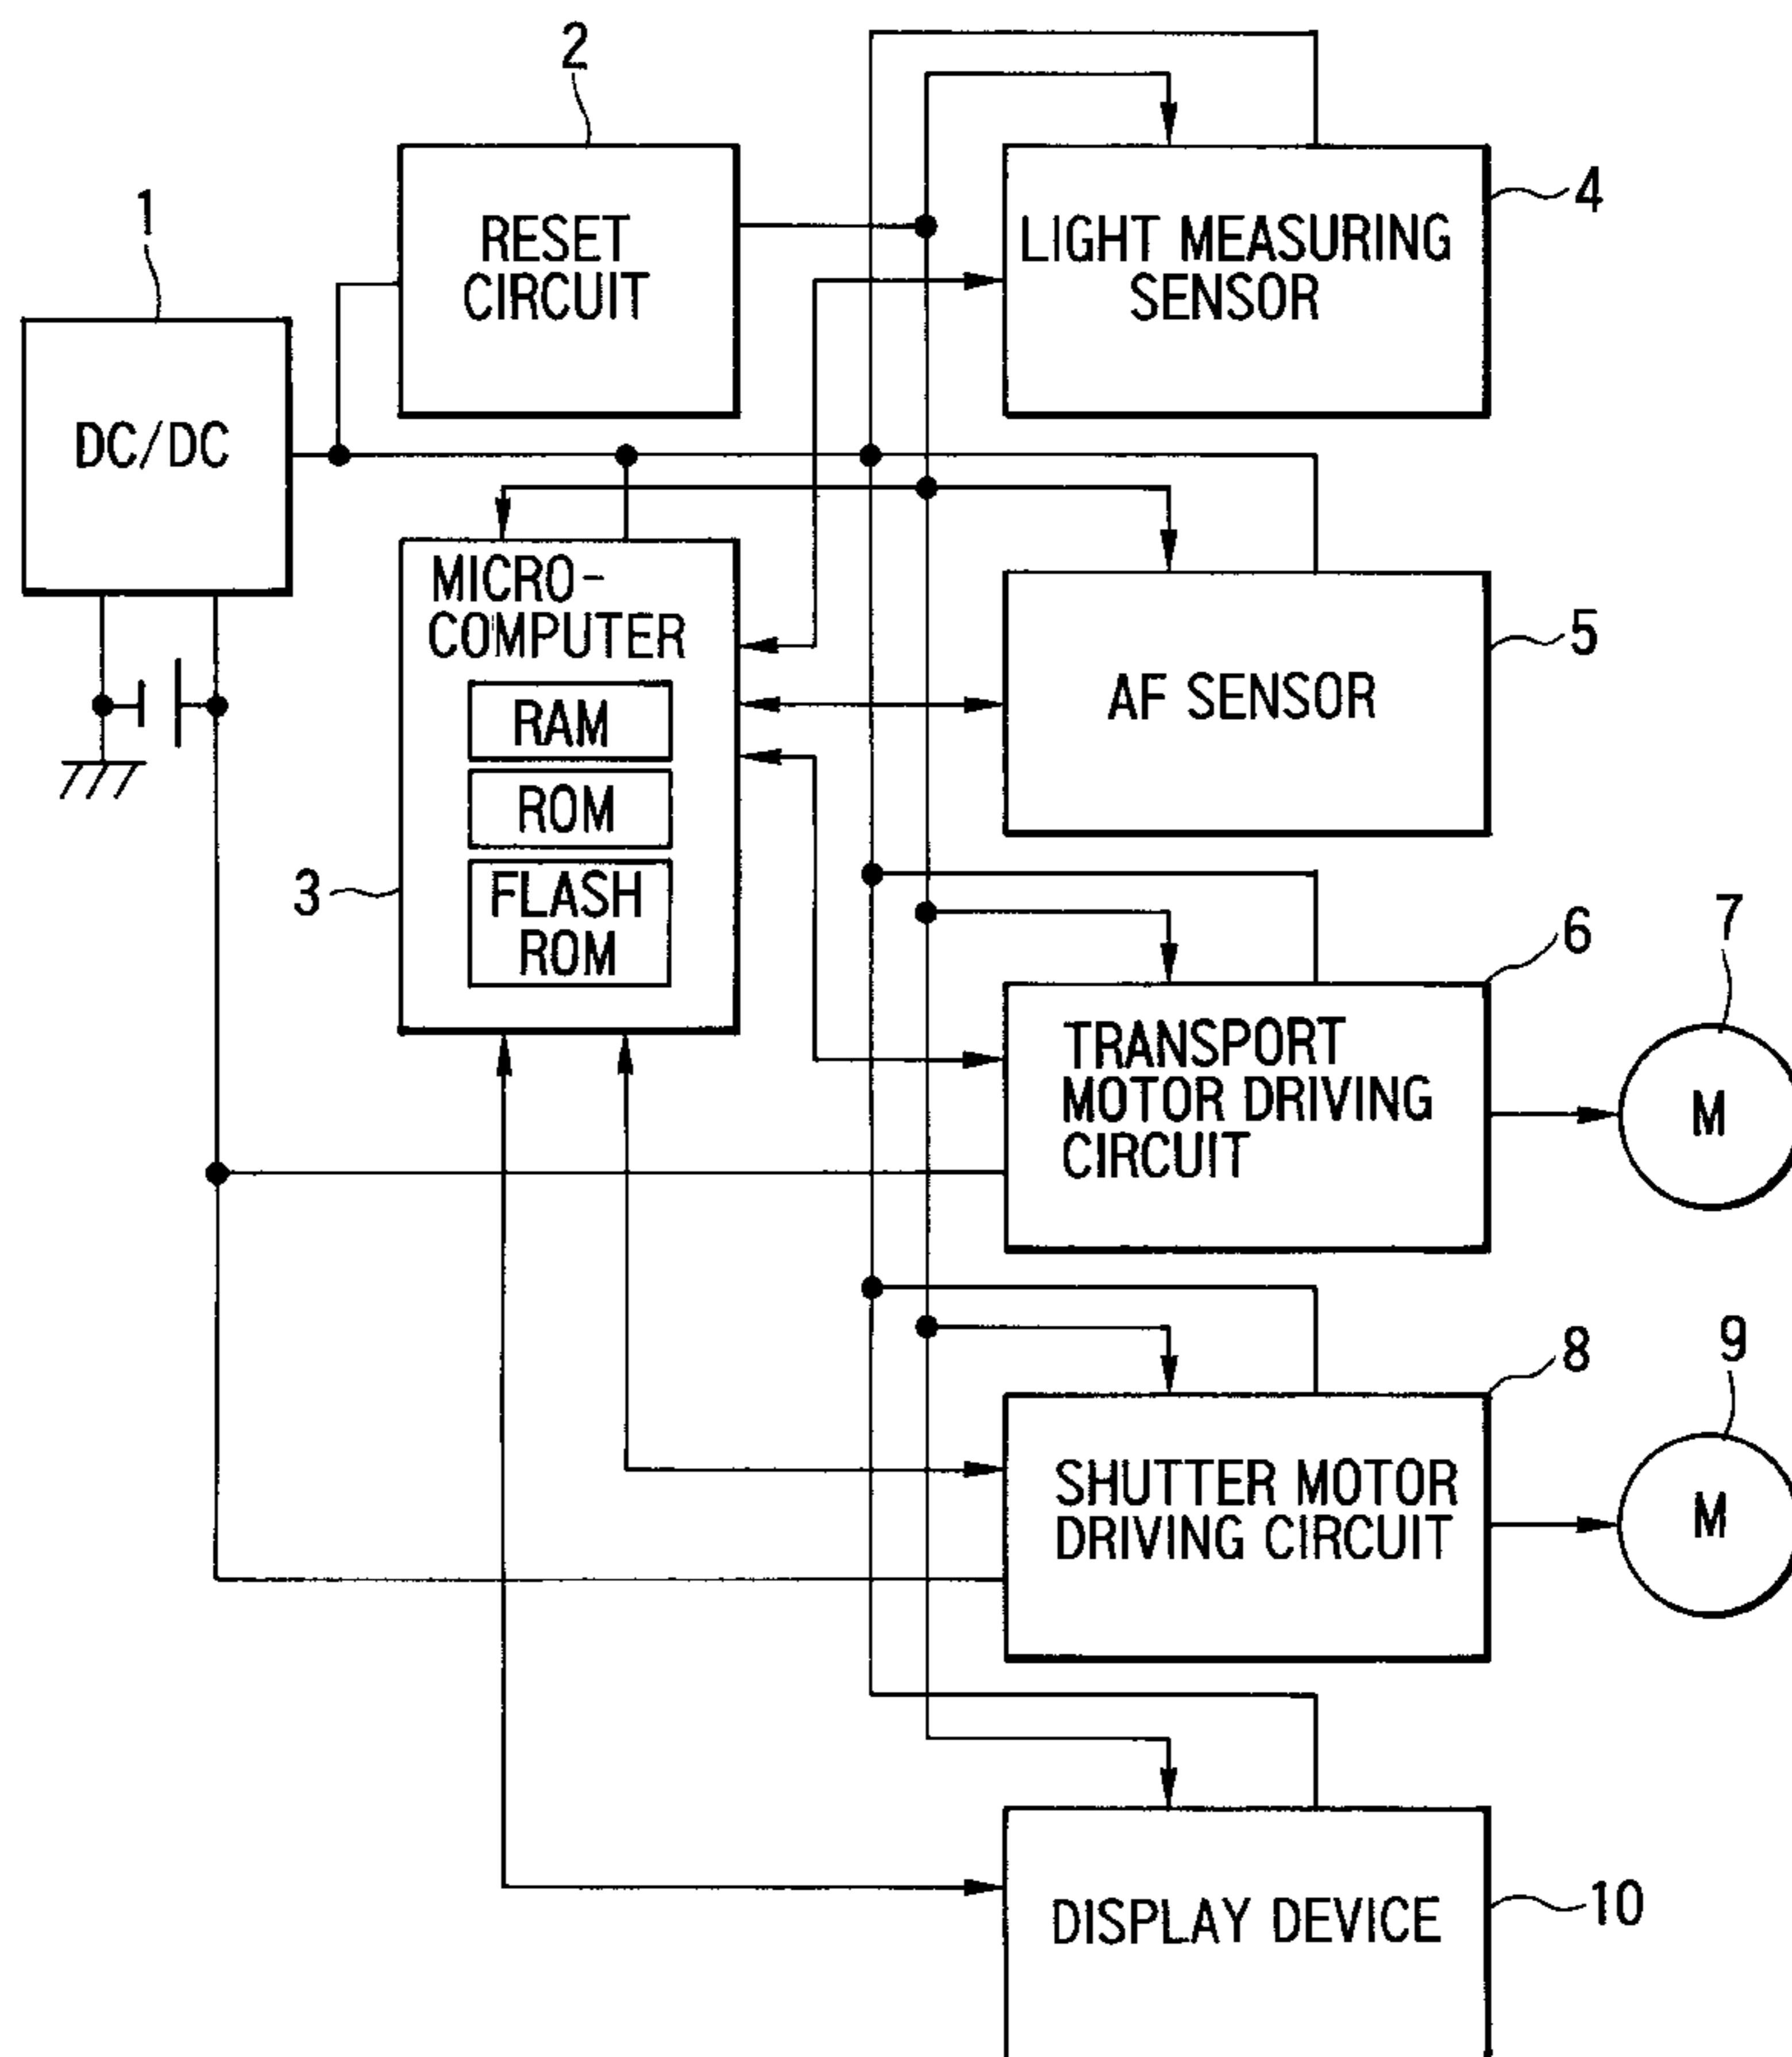 2
1
RESET
CIRCUIT
LIGHT MEASURING
SENSOR
4
DC/DC
MICRO-
COMPUTER
RAM
ROM
FLASH
ROM
3
AF SENSOR
5
6
7
TRANSPORT
MOTOR DRIVING
CIRCUIT
M
8
9
SHUTTER MOTOR
DRIVING CIRCUIT
M
DISPLAY DEVICE
10